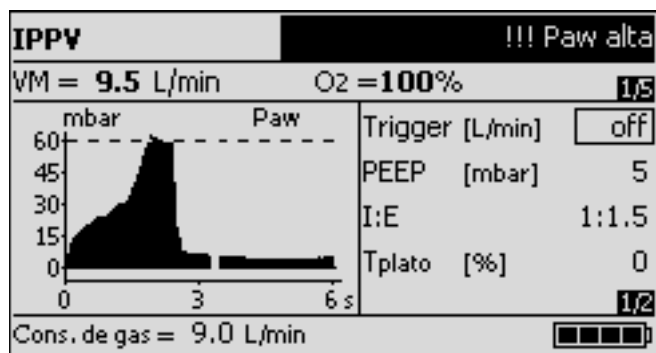 IPPV
!!! Paw alta
VM = 9.5 L/min O2 =100%
1/5
mbar Paw
60
45
30
15
0
0 3 6 s
Trigger [L/min] off
PEEP [mbar] 5
I:E 1:1.5
Tplato [%] 0
1/2
Cons. de gas = 9.0 L/min